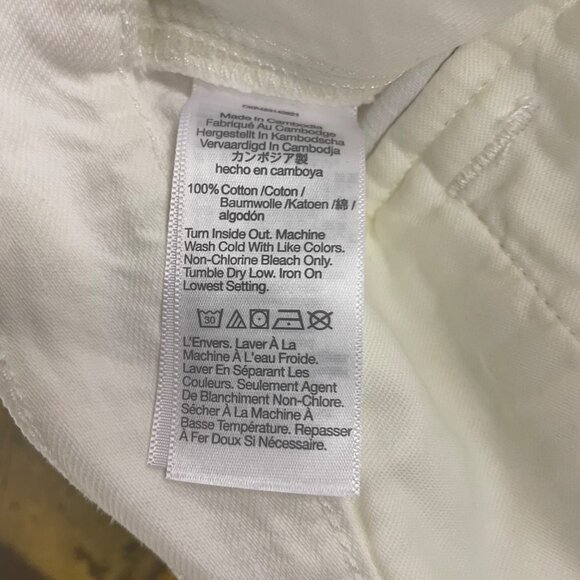 Made In Cambodia
Fabriqué Au Cambodge
Hergestellt In Kambodscha
Vervaardigd In Cambodja
カンボジア製
hecho en camboya
100% Cotton /Coton /
Baumwolle /Katoen /綿 /
algodón
Turn Inside Out. Machine
Wash Cold With Like Colors.
Non-Chlorine Bleach Only.
Tumble Dry Low. Iron On
Lowest Setting.
30
L'Envers. Laver À La
Machine À L'eau Froide.
Laver En Séparant Les
Couleurs. Seulement Agent
De Blanchiment Non-Chlore.
Sécher À La Machine À
Basse Température. Repasser
À Fer Doux Si Nécessaire.